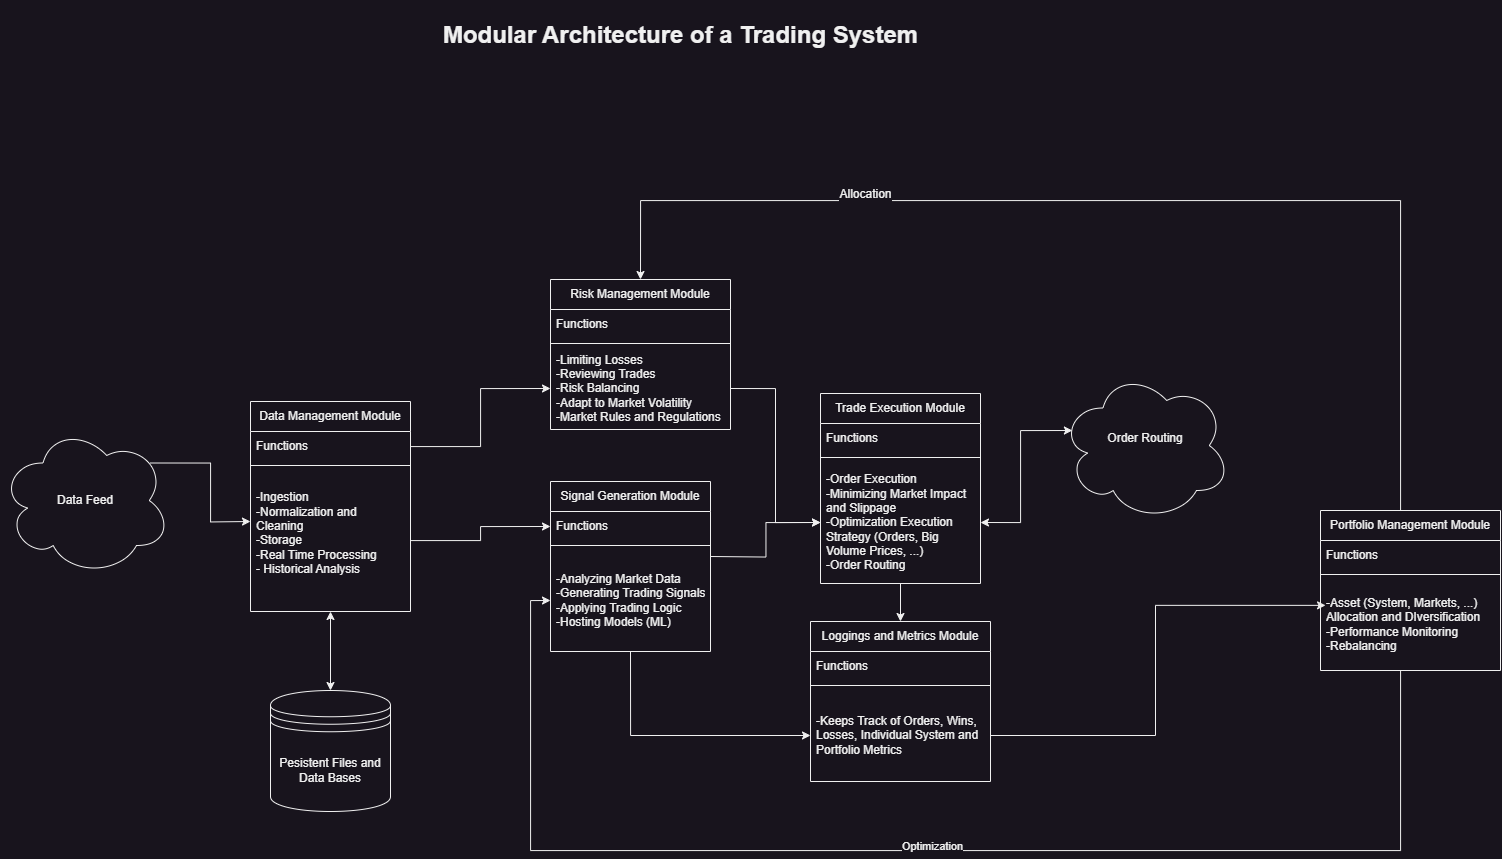 Modular Architecture of a Trading System
Allocation
Risk Management Module
Functions
-Limiting Losses
-Reviewing Trades
-Risk Balancing
-Adapt to Market Volatility
-Market Rules and Regulations
Data Management Module
Functions
-Ingestion
-Normalization and
Cleaning
-Storage
-Real Time Processing
- Historical Analysis
Data Feed
Pesistent Files and
Data Bases
Signal Generation Module
Functions
-Analyzing Market Data
-Generating Trading Signals
-Applying Trading Logic
-Hosting Models (ML)
Trade Execution Module
Functions
-Order Execution
-Minimizing Market Impact
and Slippage
-Optimization Execution
Strategy (Orders, Big
Volume Prices, ...)
-Order Routing
Order Routing
Loggings and Metrics Module
Functions
-Keeps Track of Orders, Wins,
Losses, Individual System and
Portfolio Metrics
Portfolio Management Module
Functions
-Asset (System, Markets, ...)
Allocation and DIversification
-Performance Monitoring
-Rebalancing
Optimization